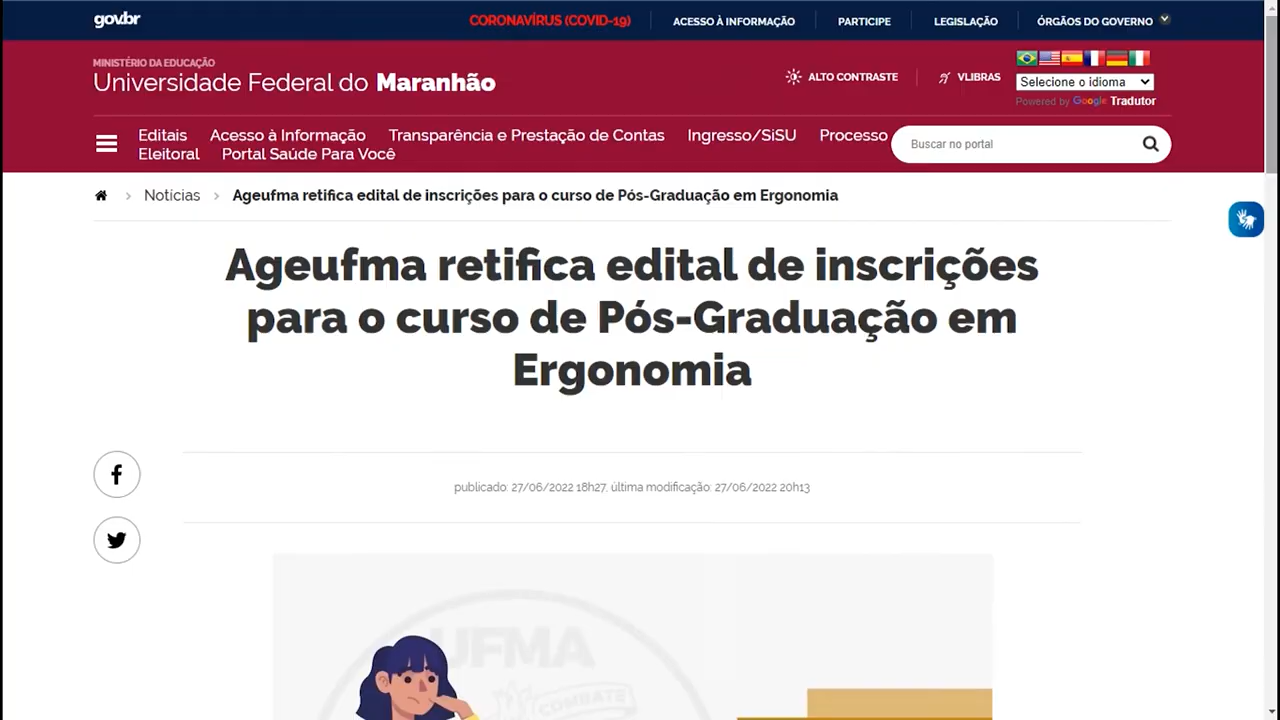 gov.br
CORONAVÍRUS (COVID-19)
ACESSO À INFORMAÇÃO
PARTICIPE
LEGISLAÇÃO
ÓRGÃOS DO GOVERNO
MINISTÉRIO DA EDUCAÇÃO
Universidade Federal do Maranhão
ALTO CONTRASTE
VLIBRAS
Selecione o idioma
Powered by Google Tradutor
Editais Acesso à Informação Transparência e Prestação de Contas Ingresso/SiSU Processo
Eleitoral Portal Saúde Para Você
Buscar no portal
Notícias > Ageufma retifica edital de inscrições para o curso de Pós-Graduação em Ergonomia
Ageufma retifica edital de inscrições
para o curso de Pós-Graduação em
Ergonomia
publicado: 27/06/2022 18h27, última modificação: 27/06/2022 20h13
UFMA
COMBATE